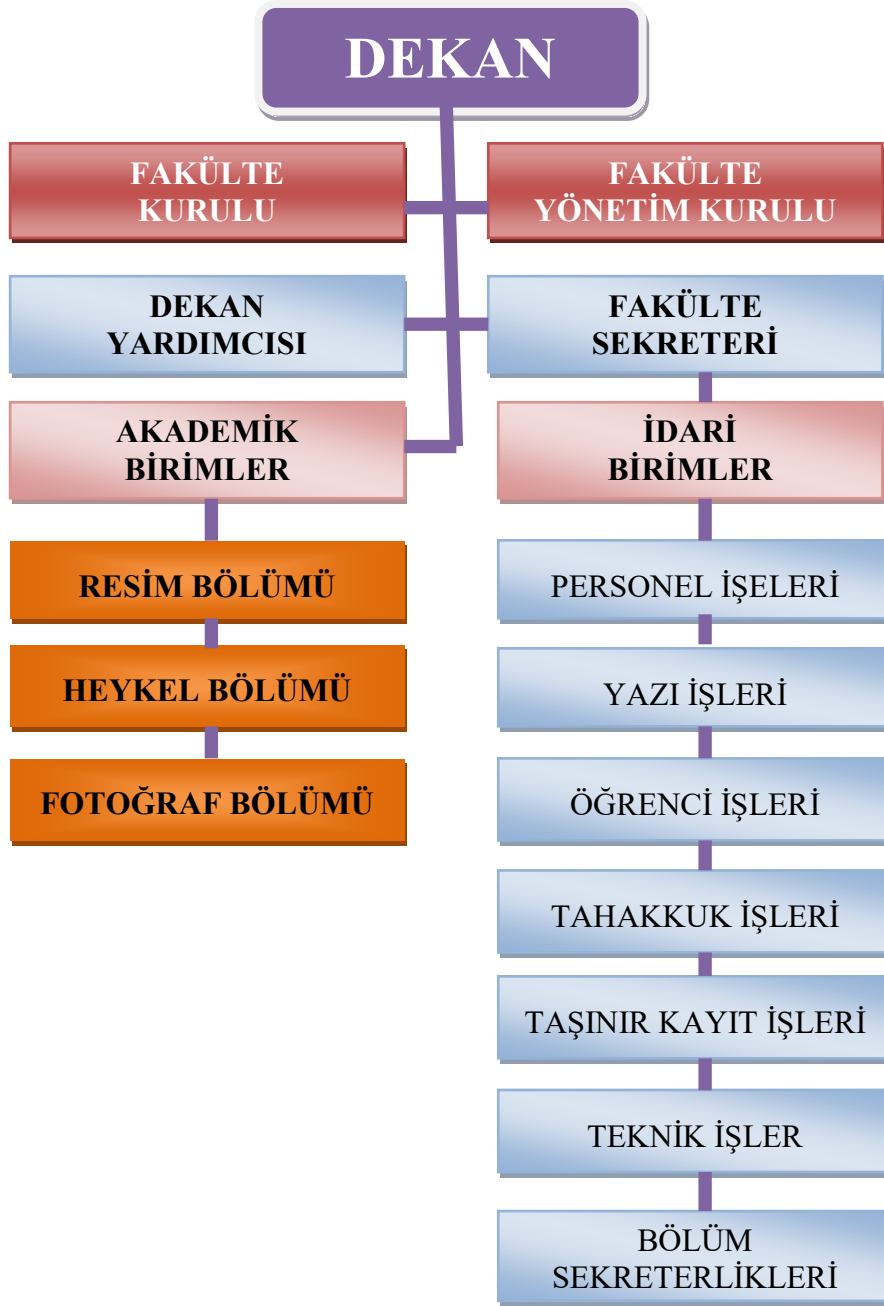 DEKAN
FAKÜLTE
KURULU
FAKÜLTE
YÖNETİM KURULU
DEKAN
YARDIMCISI
FAKÜLTE
SEKRETERİ
AKADEMİK
BİRİMLER
İDARİ
BİRİMLER
RESİM BÖLÜMÜ
PERSONEL İŞELERİ
HEYKEL BÖLÜMÜ
YAZI İŞLERİ
FOTOĞRAF BÖLÜMÜ
ÖĞRENCİ İŞLERİ
TAHAKKUK İŞLERİ
TAŞINIR KAYIT İŞLERİ
TEKNİK İŞLER
BÖLÜM
SEKRETERLİKLERİ